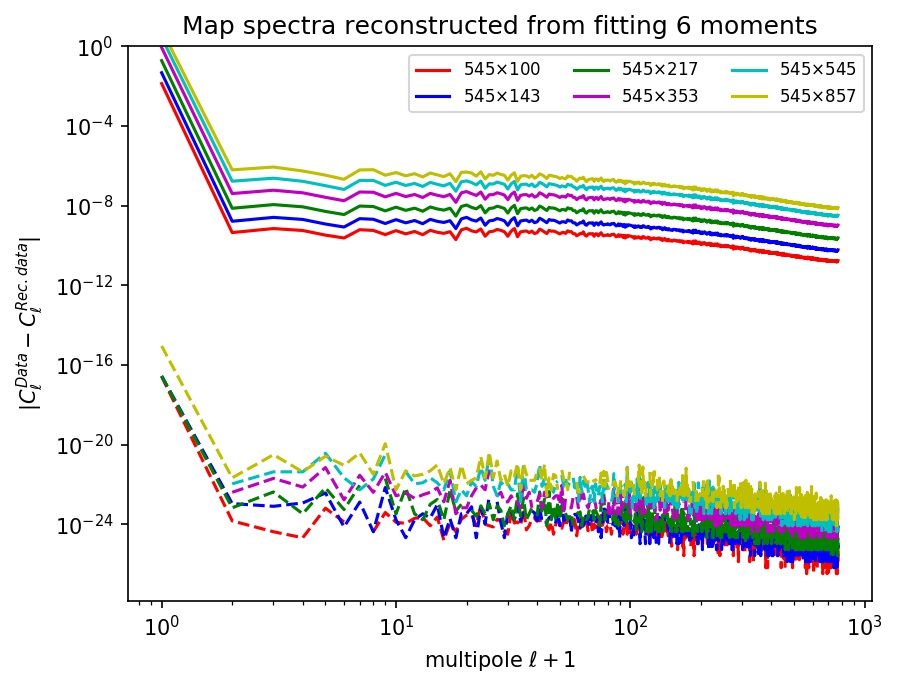 Map spectra reconstructed from fitting 6 moments
545×100 545×217 545×545
545×143 545×353 545×857
|C_ℓ^{Data} − C_ℓ^{Rec. data}|
10^0
10^{−4}
10^{−8}
10^{−12}
10^{−16}
10^{−20}
10^{−24}
10^0 10^1 10^2 10^3
multipole ℓ + 1